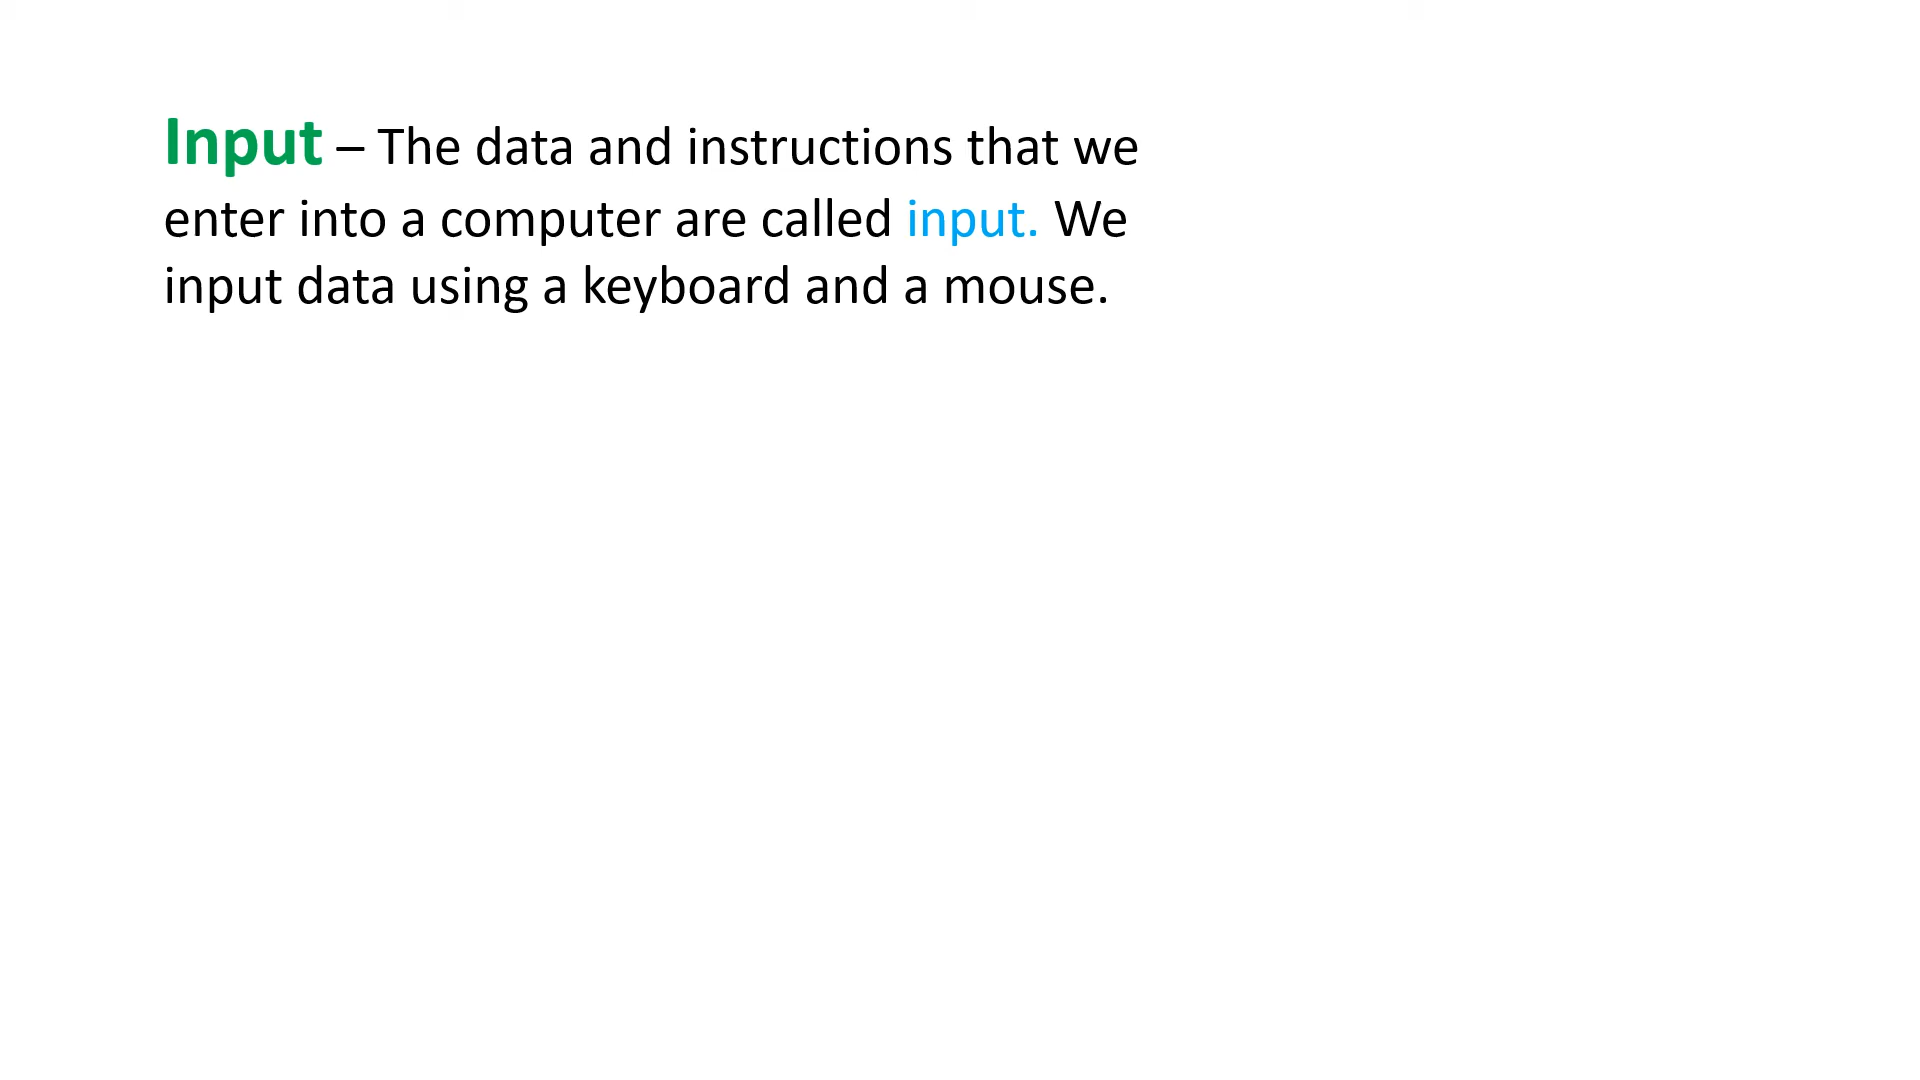 Input – The data and instructions that we
enter into a computer are called input. We
input data using a keyboard and a mouse.